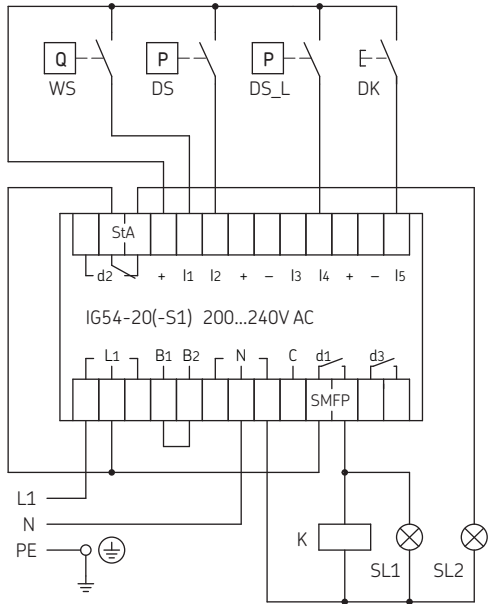 Q P P E
WS DS DS_L DK
StA
d2 + I1 I2 + – I3 I4 + – I5
IG54-20(-S1) 200...240V AC
L1 B1 B2 N C d1 d3
SMFP
L1
N
PE
K SL1 SL2